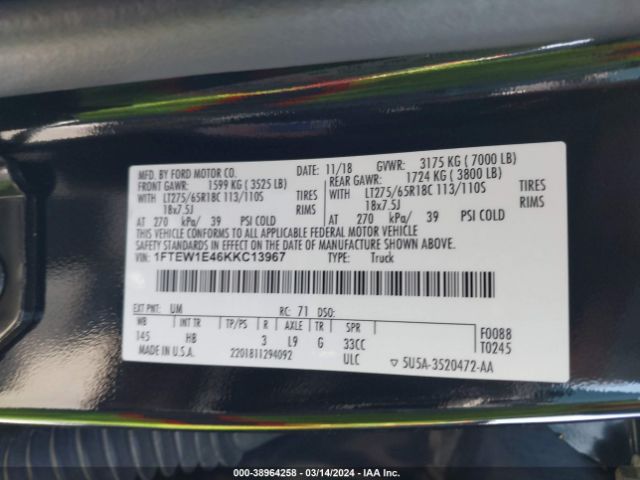 MFD. BY FORD MOTOR CO. 11/18 GVWR: 3175 KG ( 7000 LB)
FRONT GAWR: 1599 KG ( 3525 LB) REAR GAWR: 1724 KG ( 3800 LB)
WITH LT275/65R18C 113/110S TIRES WITH LT275/65R18C 113/110S TIRES
18x7.5J RIMS 18x7.5J RIMS
AT 270 kPa/ 39 PSI COLD AT 270 kPa/ 39 PSI COLD
THIS VEHICLE CONFORMS TO ALL APPLICABLE FEDERAL MOTOR VEHICLE
SAFETY STANDARDS IN EFFECT ON THE DATE OF MANUFACTURE SHOWN ABOVE.
VIN: 1FTEW1E46KKC13967 TYPE: Truck
EXT PNT: UM RC: 71 DSO:
WB INT TR TP/PS R AXLE TR SPR F0088
145 HB 3 L9 G 33CC T0245
MADE IN U.S.A. 2201811294092 ULC 5U5A-3520472-AA
000-38964258 - 03/14/2024 - IAA Inc.